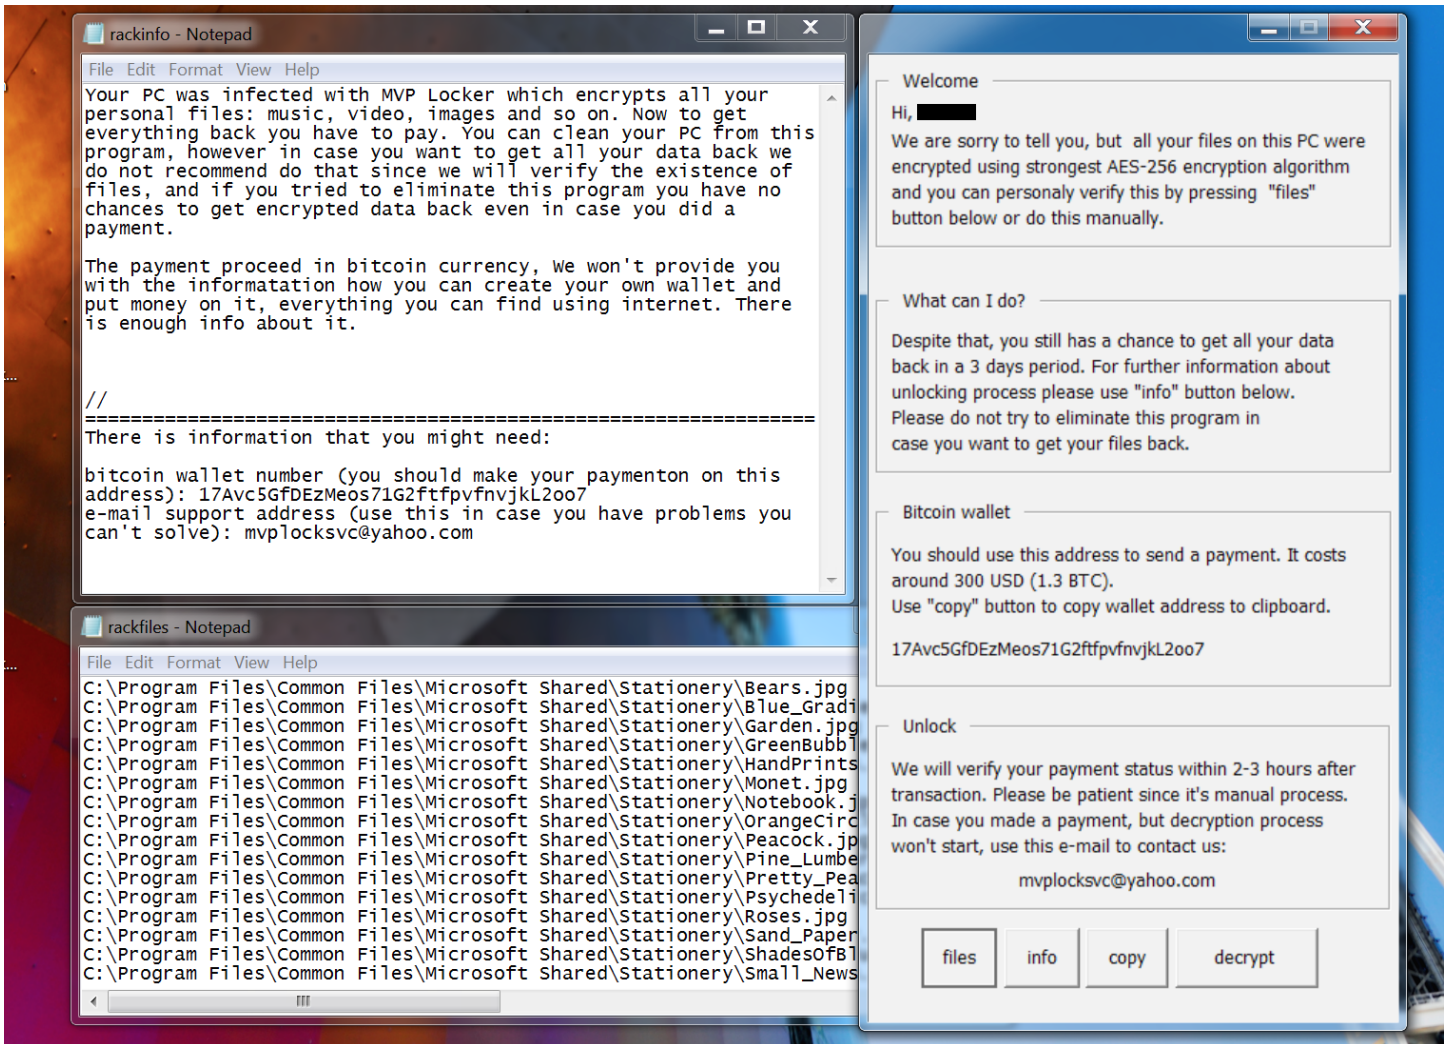 rackinfo - Notepad
File Edit Format View Help
Your PC was infected with MVP Locker which encrypts all your
personal files: music, video, images and so on. Now to get
everything back you have to pay. You can clean your PC from this
program, however in case you want to get all your data back we
do not recommend do that since we will verify the existence of
files, and if you tried to eliminate this program you have no
chances to get encrypted data back even in case you did a
payment.
The payment proceed in bitcoin currency, We won't provide you
with the informatation how you can create your own wallet and
put money on it, everything you can find using internet. There
is enough info about it.
//
=================================================================
There is information that you might need:
bitcoin wallet number (you should make your paymenton on this
address): 17Avc5GfDEzMeos71G2ftfpvfnvjkL2oo7
e-mail support address (use this in case you have problems you
can't solve): mvplocksvc@yahoo.com
rackfiles - Notepad
File Edit Format View Help
C:\Program Files\Common Files\Microsoft Shared\Stationery\Bears.jpg
C:\Program Files\Common Files\Microsoft Shared\Stationery\Blue_Gradi
C:\Program Files\Common Files\Microsoft Shared\Stationery\Garden.jpg
C:\Program Files\Common Files\Microsoft Shared\Stationery\GreenBubbl
C:\Program Files\Common Files\Microsoft Shared\Stationery\HandPrints
C:\Program Files\Common Files\Microsoft Shared\Stationery\Monet.jpg
C:\Program Files\Common Files\Microsoft Shared\Stationery\Notebook.j
C:\Program Files\Common Files\Microsoft Shared\Stationery\OrangeCirc
C:\Program Files\Common Files\Microsoft Shared\Stationery\Peacock.jp
C:\Program Files\Common Files\Microsoft Shared\Stationery\Pine_Lumbe
C:\Program Files\Common Files\Microsoft Shared\Stationery\Pretty_Pea
C:\Program Files\Common Files\Microsoft Shared\Stationery\Psychedeli
C:\Program Files\Common Files\Microsoft Shared\Stationery\Roses.jpg
C:\Program Files\Common Files\Microsoft Shared\Stationery\Sand_Paper
C:\Program Files\Common Files\Microsoft Shared\Stationery\ShadesOfBl
C:\Program Files\Common Files\Microsoft Shared\Stationery\Small_News
Welcome
Hi,
We are sorry to tell you, but all your files on this PC were
encrypted using strongest AES-256 encryption algorithm
and you can personaly verify this by pressing "files"
button below or do this manually.
What can I do?
Despite that, you still has a chance to get all your data
back in a 3 days period. For further information about
unlocking process please use "info" button below.
Please do not try to eliminate this program in
case you want to get your files back.
Bitcoin wallet
You should use this address to send a payment. It costs
around 300 USD (1.3 BTC).
Use "copy" button to copy wallet address to clipboard.
17Avc5GfDEzMeos71G2ftfpvfnvjkL2oo7
Unlock
We will verify your payment status within 2-3 hours after
transaction. Please be patient since it's manual process.
In case you made a payment, but decryption process
won't start, use this e-mail to contact us:
mvplocksvc@yahoo.com
files info copy decrypt